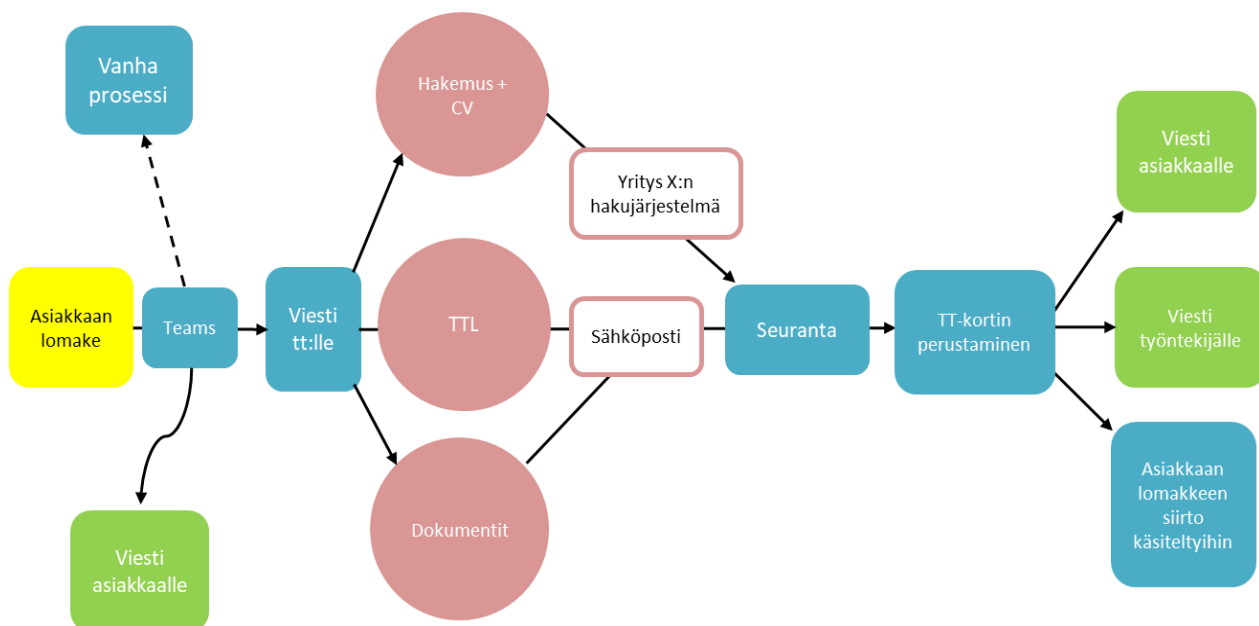 Vanha
prosessi
Hakemus +
CV
Viesti
asiakkaalle
Yritys X:n
hakujärjestelmä
Asiakkaan
lomake
Teams
Viesti
tt:lle
TTL
Sähköposti
Seuranta
TT-kortin
perustaminen
Viesti
työntekijälle
Dokumentit
Viesti
asiakkaalle
Asiakkaan
lomakkeen
siirto
käsiteltyihin